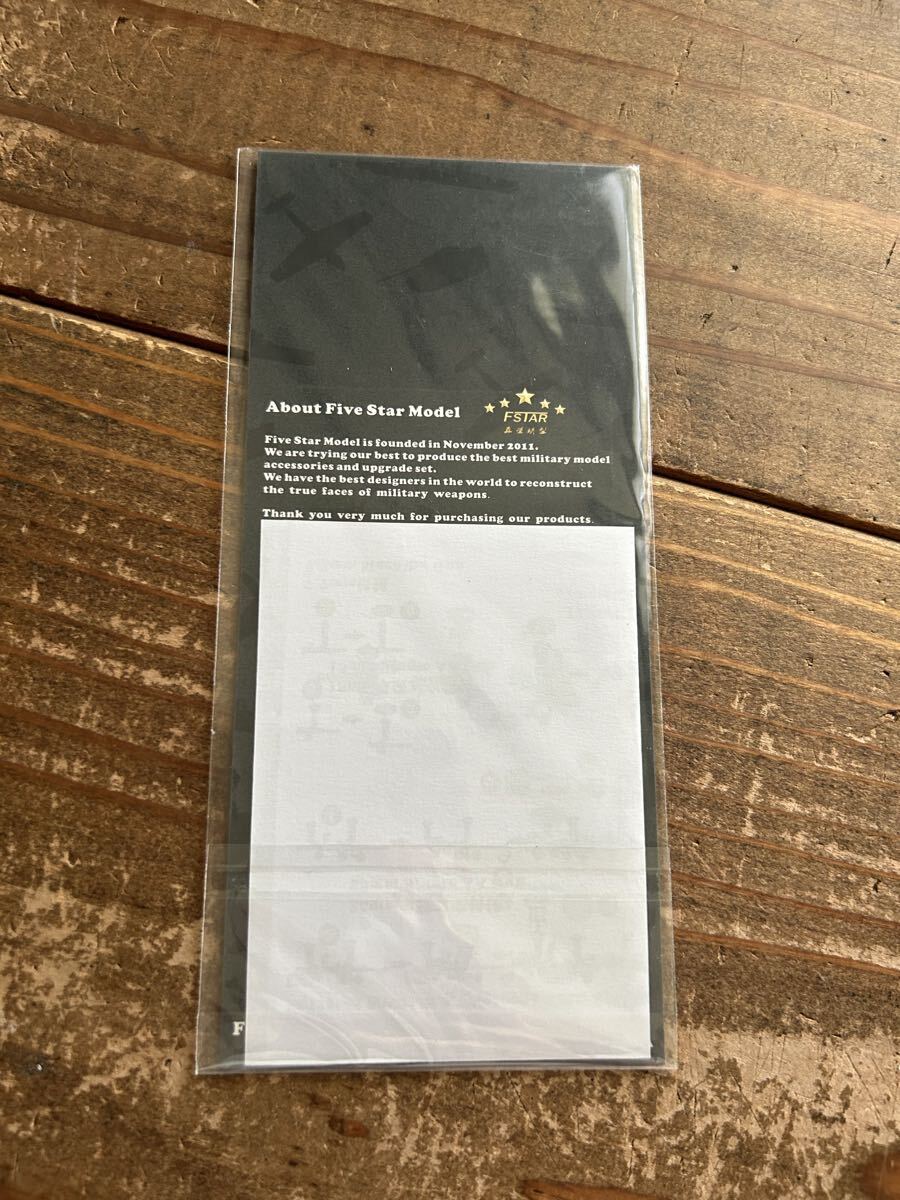 About Five Star Model
FSTAR
Five Star Model is founded in November 2011.
We are trying our best to produce the best military model
accessories and upgrade set.
We have the best designers in the world to reconstruct
the true faces of military weapons.
Thank you very much for purchasing our products.
F